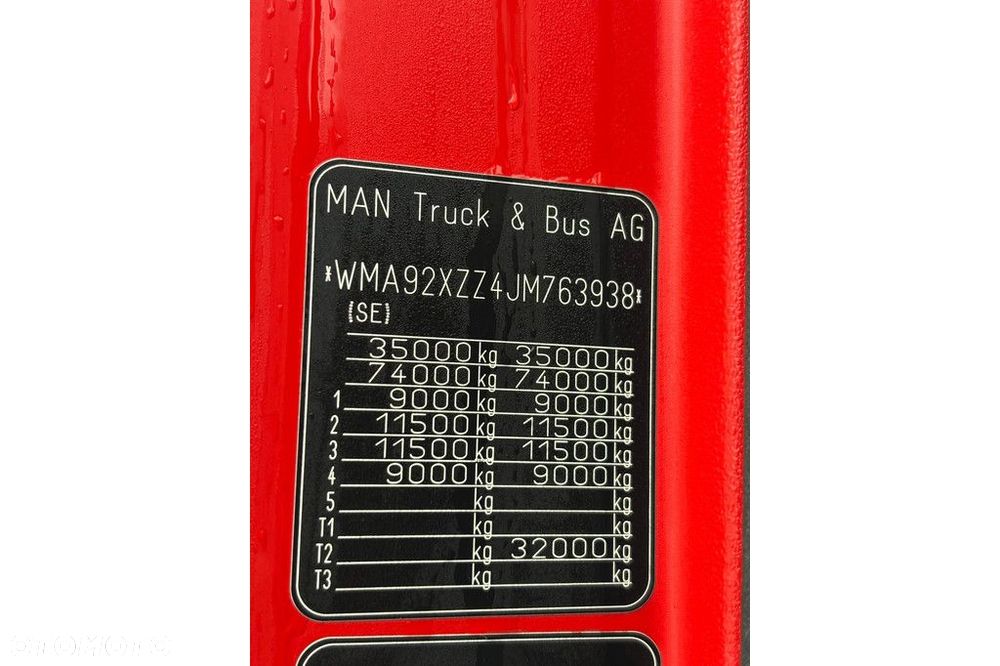 MAN Truck & Bus AG
*WMA92XZZ4JM763938*
(SE)
35000 kg 35000 kg
74000 kg 74000 kg
1 9000 kg 9000 kg
2 11500 kg 11500 kg
3 11500 kg 11500 kg
4 9000 kg 9000 kg
5 kg kg
T1 kg kg
T2 kg 32000 kg
T3 kg kg
OTOMOTO